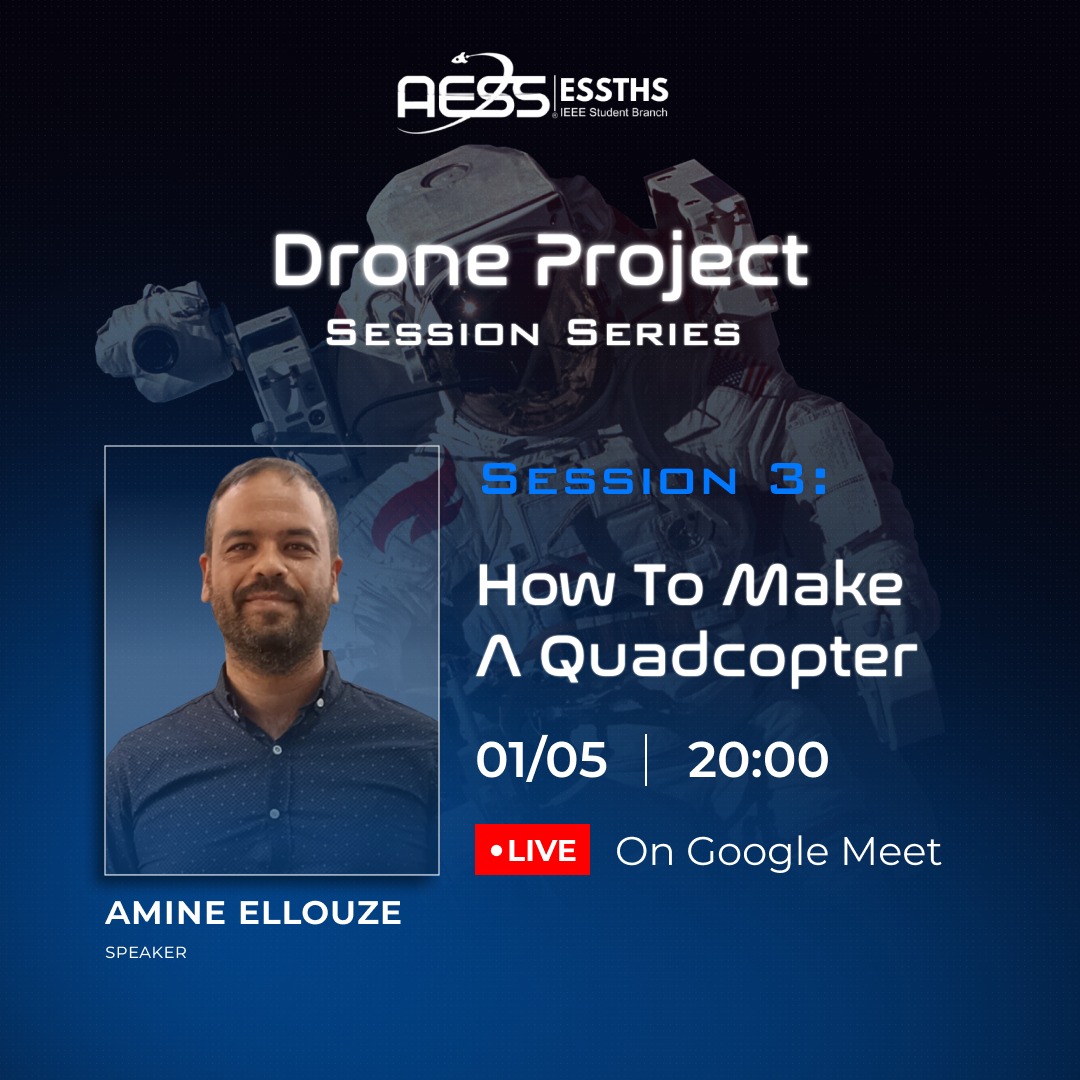 AESS ESSTHS
® IEEE Student Branch
Drone Project
Session Series
Session 3:
How To Make
A Quadcopter
01/05 | 20:00
•LIVE On Google Meet
AMINE ELLOUZE
SPEAKER